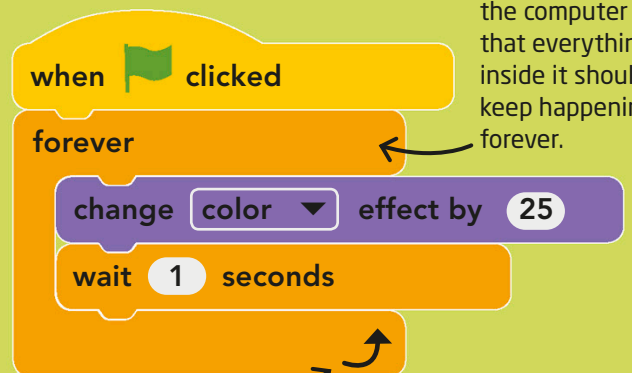 the computer
that everythin
inside it shoul
keep happenin
forever.
when clicked
forever
change color effect by 25
wait 1 seconds